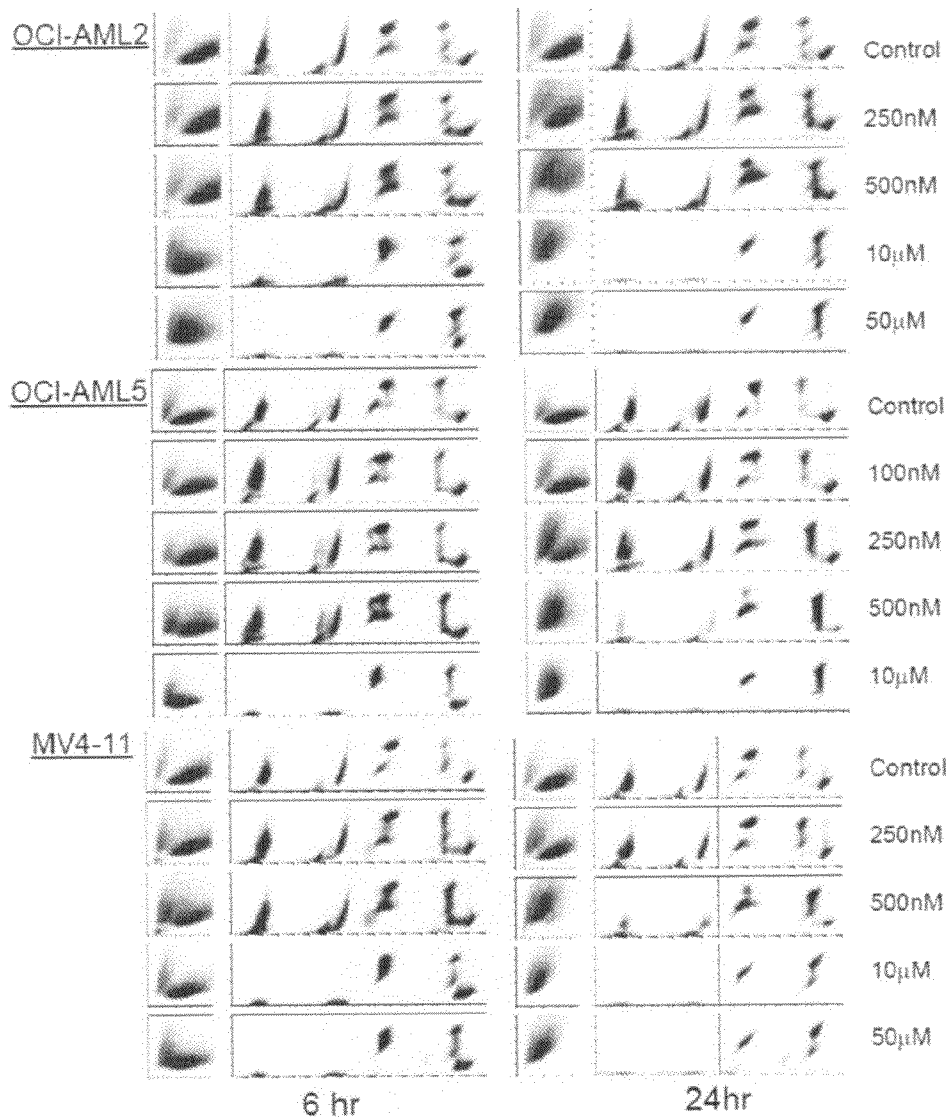 OCI-AML2
Control
250nM
500nM
10μM
50μM
OCI-AML5
Control
100nM
250nM
500nM
10μM
MV4-11
Control
250nM
500nM
10μM
50μM
6 hr
24hr